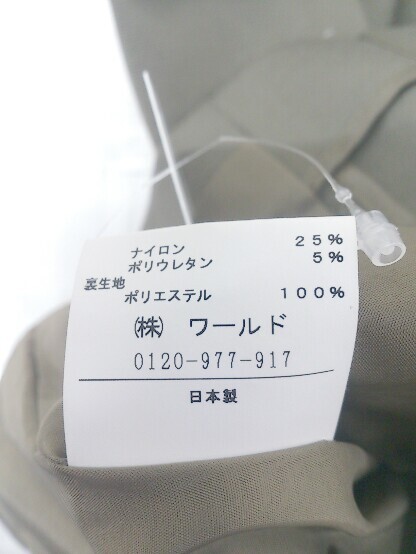 ナイロン 25%
ポリウレタン 5%
裏生地
ポリエステル 100%
㈱ ワールド
0120-977-917
日本製